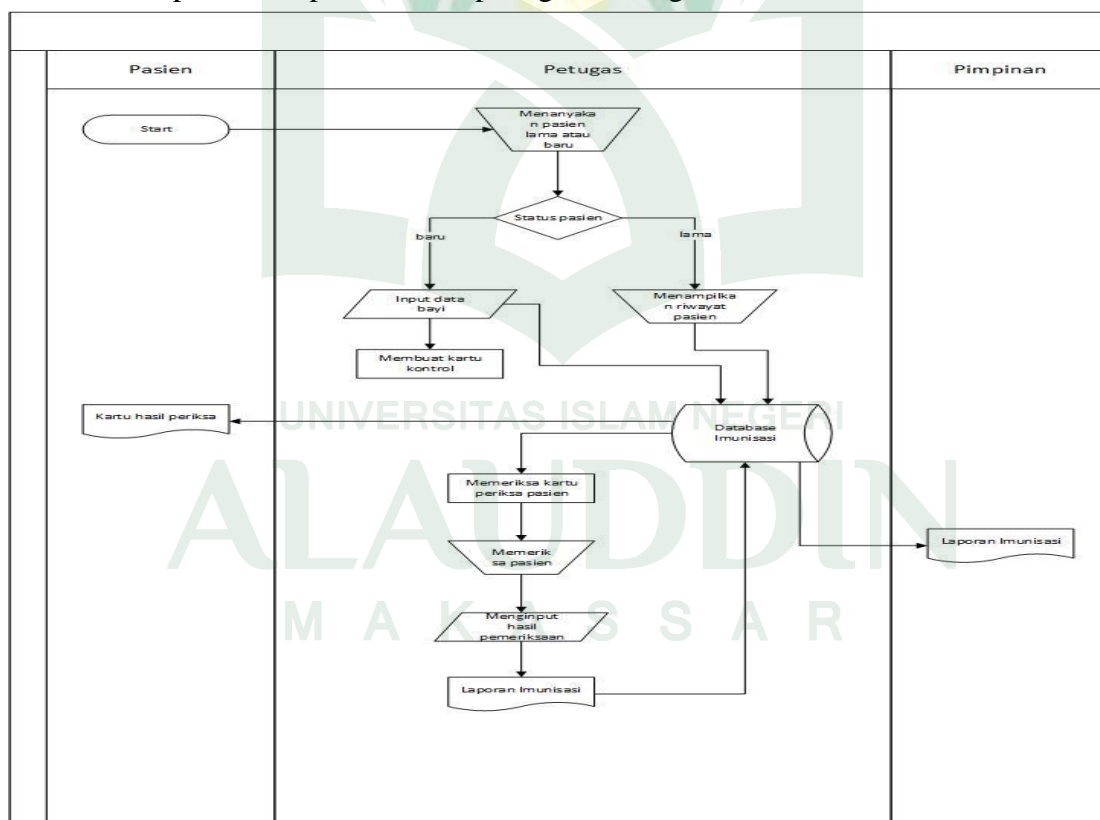 Pasien
Petugas
Pimpinan
Start
Menanyaka
n pasien
lama atau
baru
Status pasien
baru
lama
Input data
bayi
Menampilka
n riwayat
pasien
Membuat kartu
kontrol
Kartu hasil periksa
UNIVERSITAS ISLAM NEGERI
Database
Imunisasi
Memeriksa kartu
periksa pasien
ALAUDDIN
Laporan Imunisasi
Memerik
sa pasien
MAKASSAR
Menginput
hasil
pemeriksaan
Laporan Imunisasi